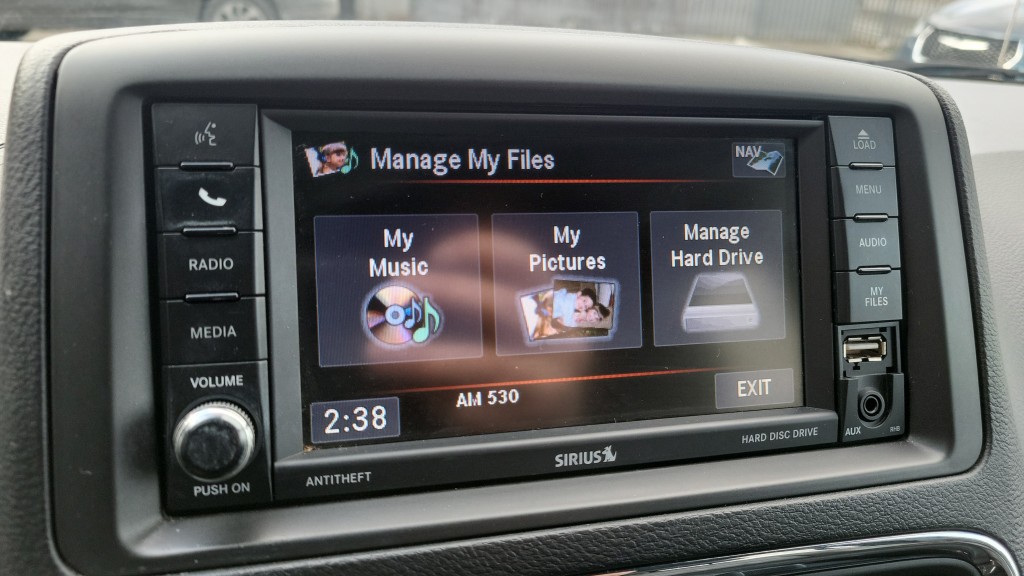 Manage My Files
NAV
My
Music
My
Pictures
Manage
Hard Drive
AM 530
2:38
EXIT
RADIO
MEDIA
VOLUME
PUSH ON
LOAD
MENU
AUDIO
MY
FILES
AUX
RHB
ANTITHEFT
SIRIUS
HARD DISC DRIVE